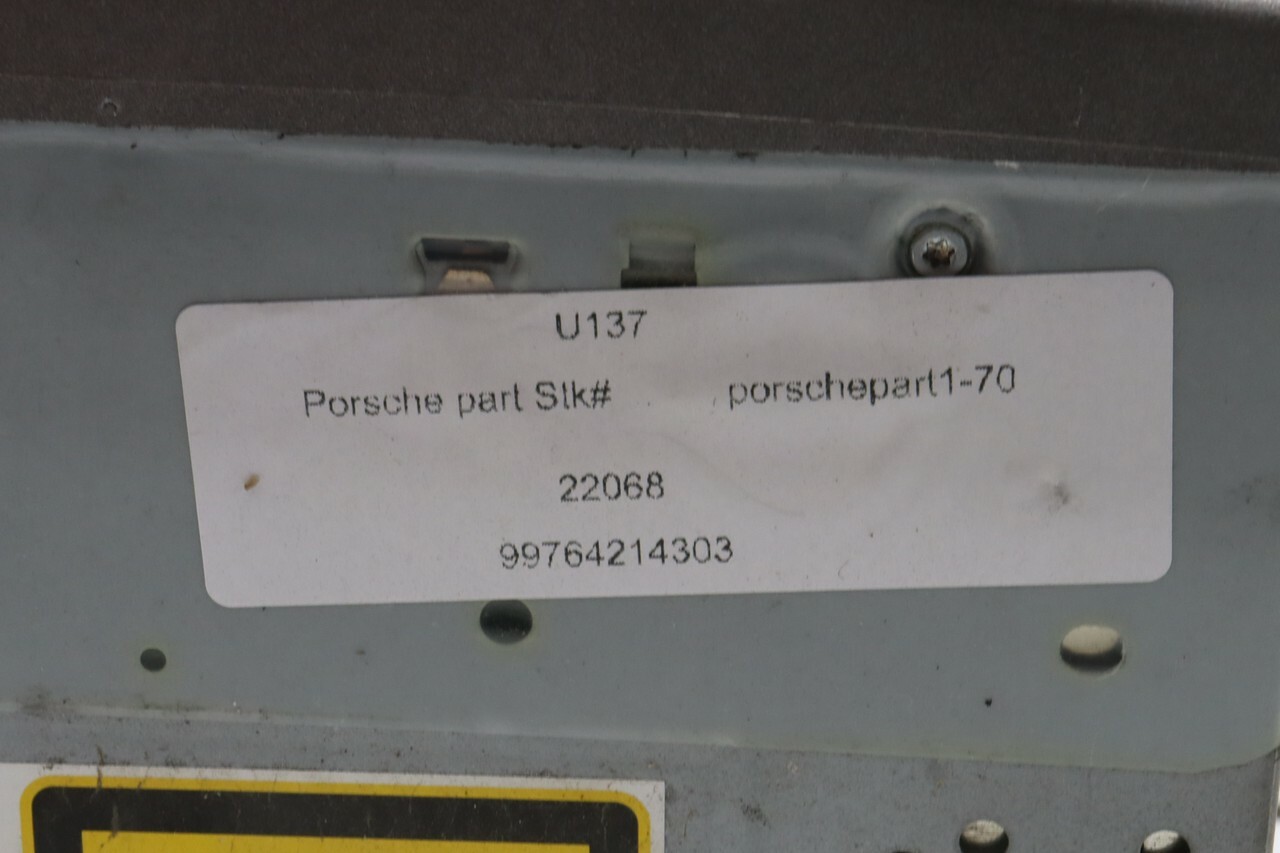 U137
Porsche part Stk# porschepart1-70
22068
99764214303